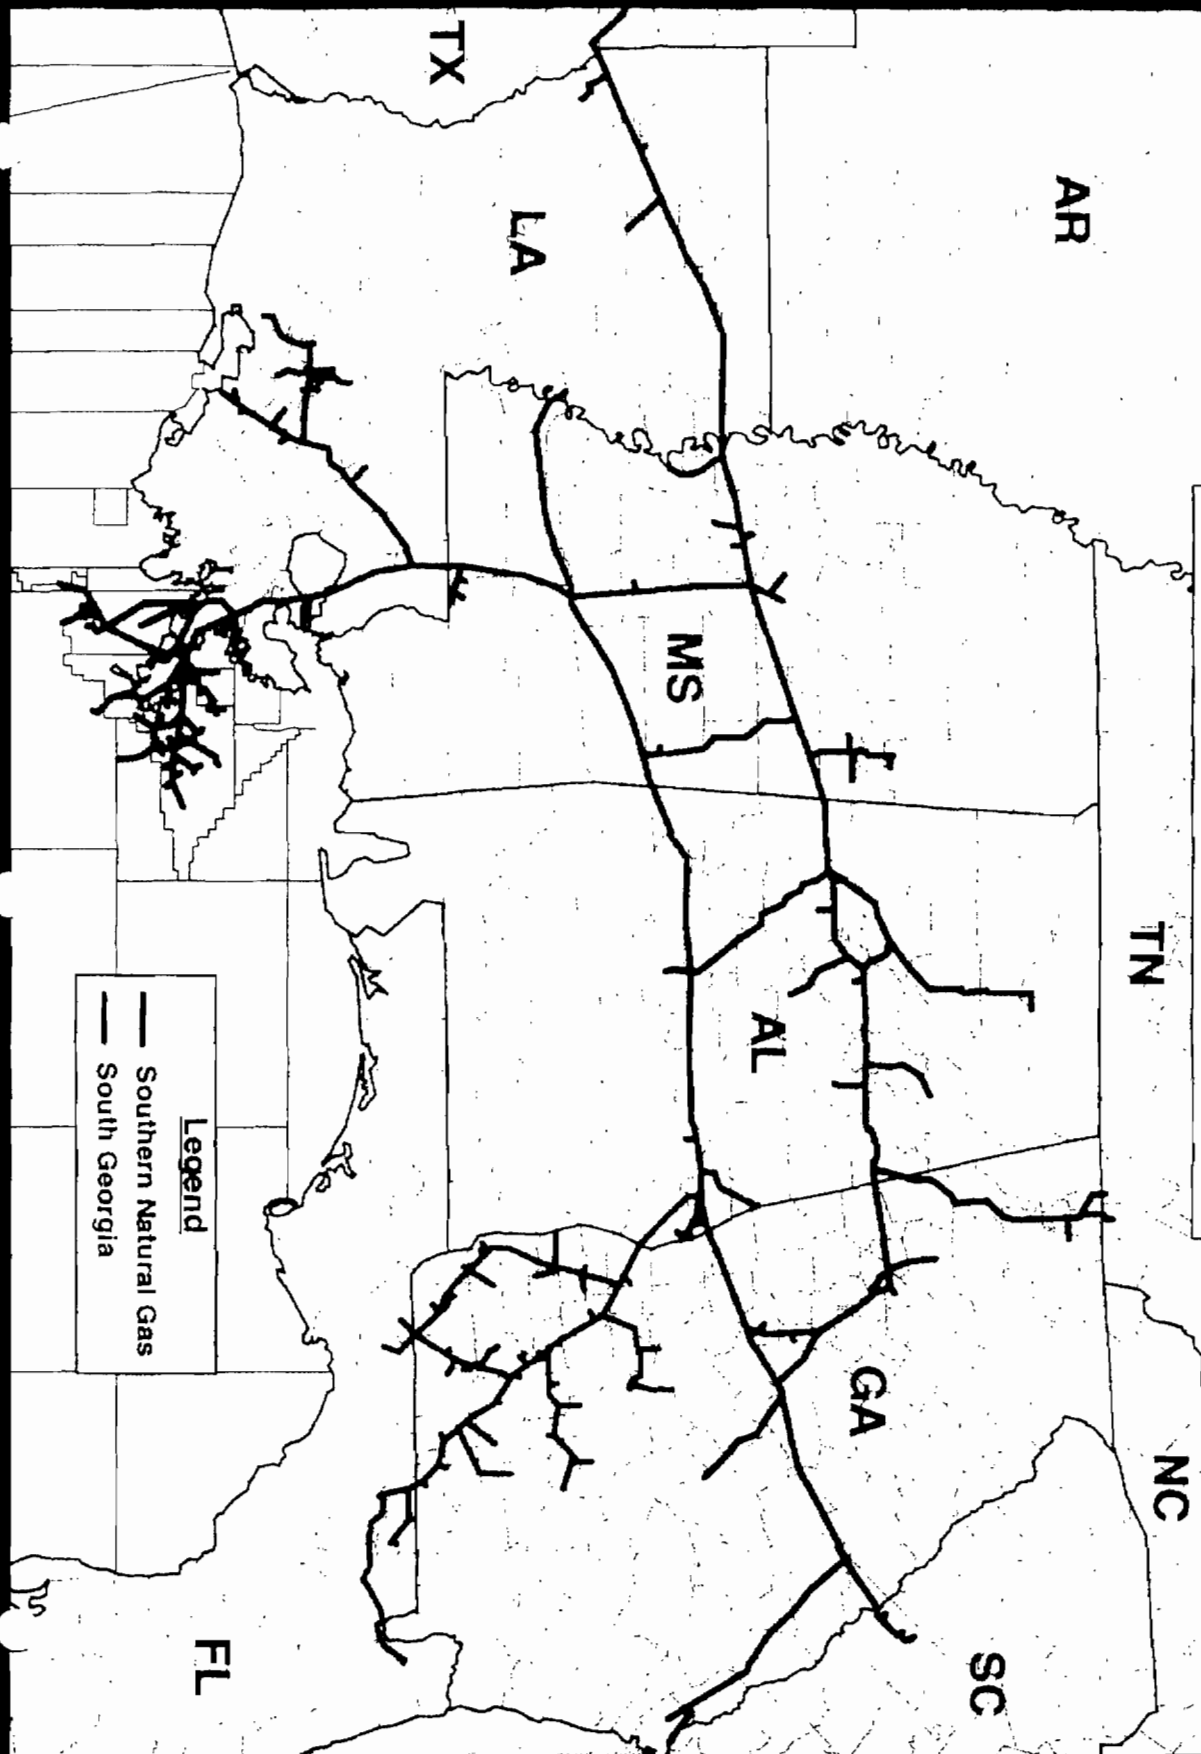 TX
LA
AR
MS
AL
TN
GA
NC
SC
FL
Legend
Southern Natural Gas
South Georgia